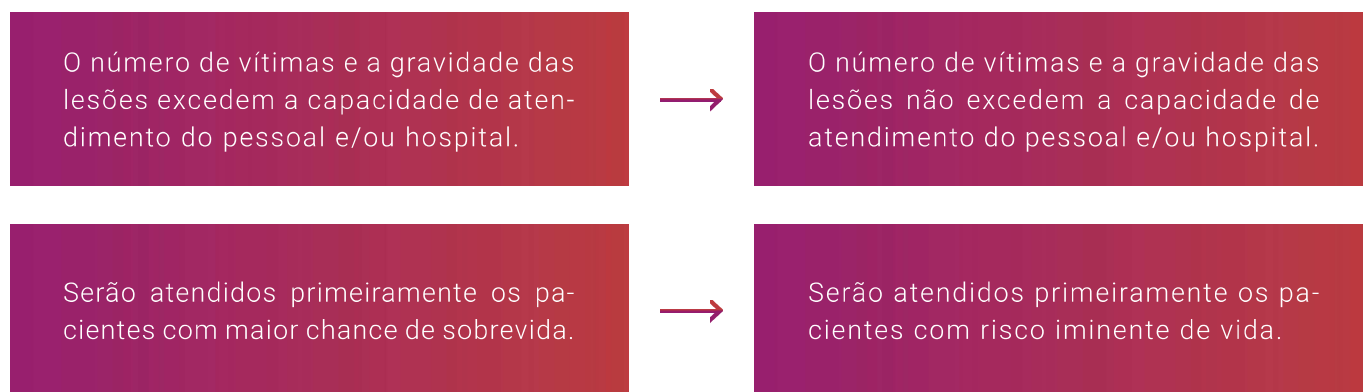 O número de vítimas e a gravidade das
lesões excedem a capacidade de aten-
dimento do pessoal e/ou hospital.
O número de vítimas e a gravidade das
lesões não excedem a capacidade de
atendimento do pessoal e/ou hospital.
Serão atendidos primeiramente os pa-
cientes com maior chance de sobrevida.
Serão atendidos primeiramente os pa-
cientes com risco iminente de vida.